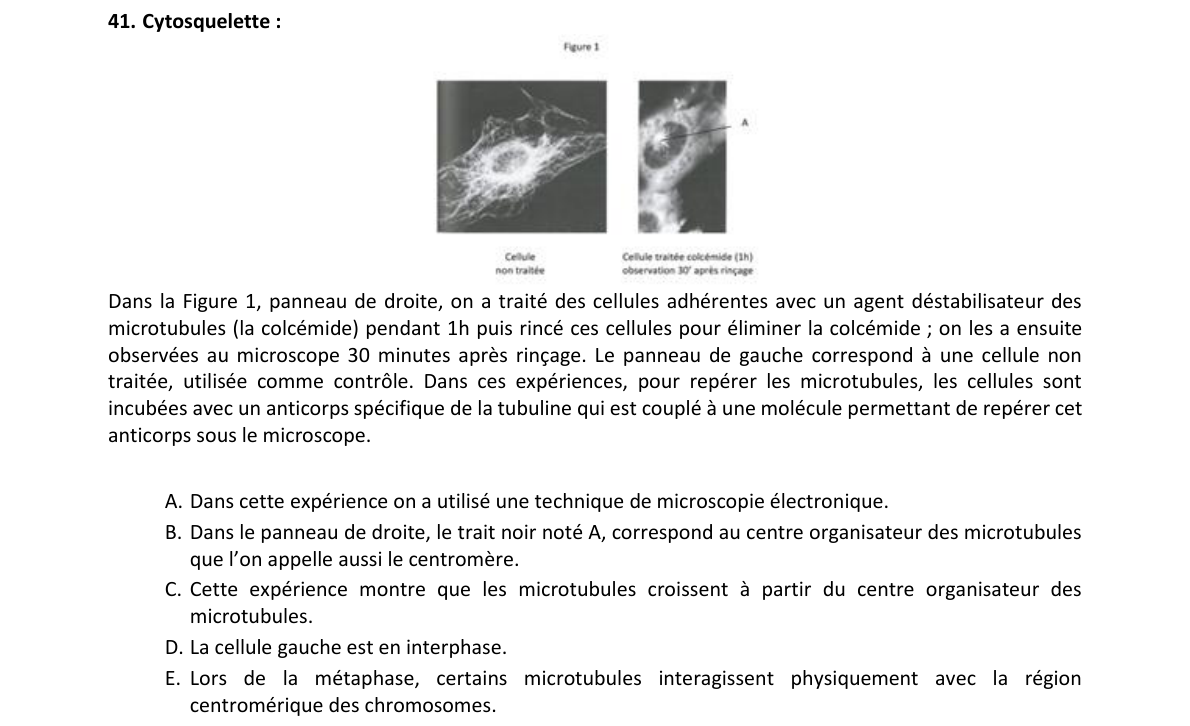 41. Cytosquelette :
Figure 1
A
Cellule
non traitée
Cellule traitée colcémide (1h)
observation 30' après rinçage
Dans la Figure 1, panneau de droite, on a traité des cellules adhérentes avec un agent déstabilisateur des
microtubules (la colcémide) pendant 1h puis rincé ces cellules pour éliminer la colcémide ; on les a ensuite
observées au microscope 30 minutes après rinçage. Le panneau de gauche correspond à une cellule non
traitée, utilisée comme contrôle. Dans ces expériences, pour repérer les microtubules, les cellules sont
incubées avec un anticorps spécifique de la tubuline qui est couplé à une molécule permettant de repérer cet
anticorps sous le microscope.
A. Dans cette expérience on a utilisé une technique de microscopie électronique.
B. Dans le panneau de droite, le trait noir noté A, correspond au centre organisateur des microtubules
que l’on appelle aussi le centromère.
C. Cette expérience montre que les microtubules croissent à partir du centre organisateur des
microtubules.
D. La cellule gauche est en interphase.
E. Lors de la métaphase, certains microtubules interagissent physiquement avec la région
centromérique des chromosomes.